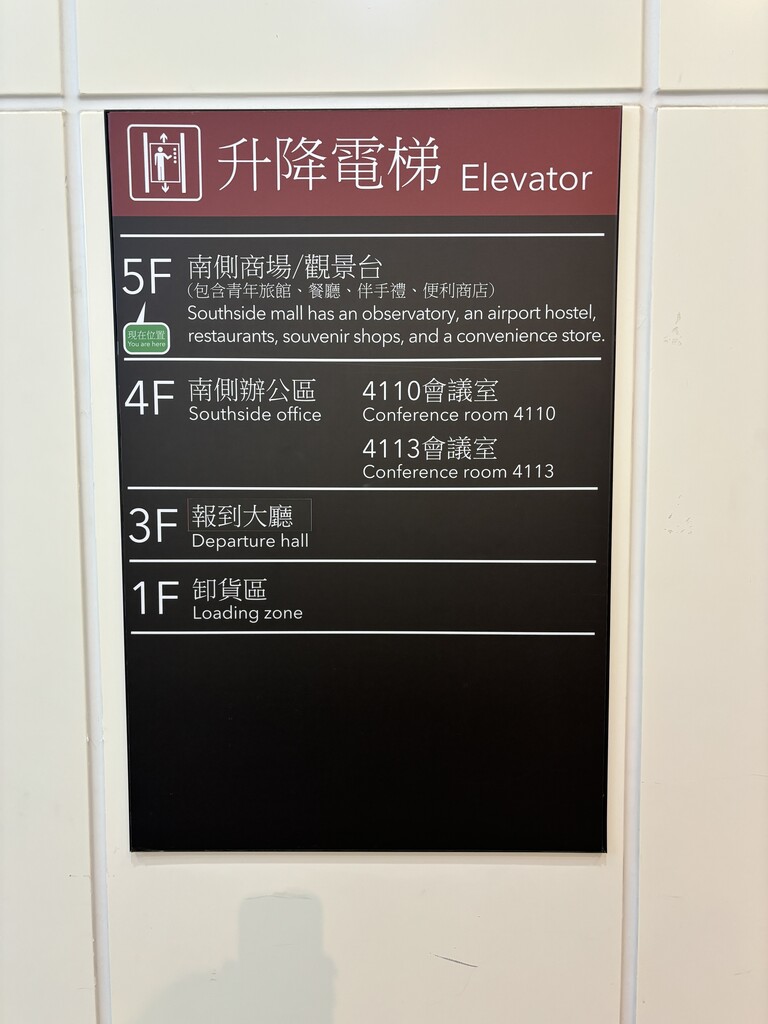 升降電梯 Elevator
5F 南側商場/觀景台
(包含青年旅館、餐廳、伴手禮、便利商店)
Southside mall has an observatory, an airport hostel,
restaurants, souvenir shops, and a convenience store.
現在位置
You are here
4F 南側辦公區 4110會議室
Southside office Conference room 4110
4113會議室
Conference room 4113
3F 報到大廳
Departure hall
1F 卸貨區
Loading zone